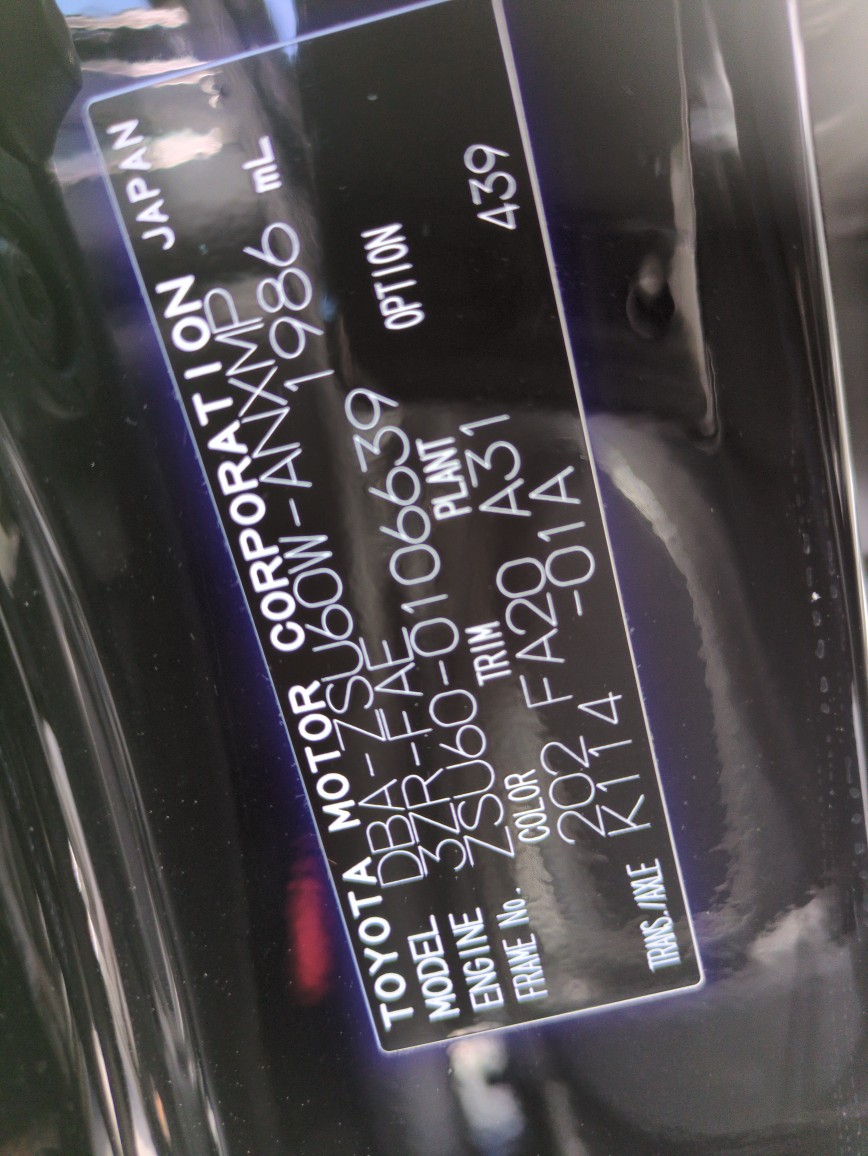 TOYOTA MOTOR CORPORATION JAPAN
MODEL DBA-ZSU60W-ANXMP
ENGINE 3ZR-FAE 1986 mL
FRAME No. ZSU60-0106639
COLOR TRIM PLANT OPTION
202 FA20 A31 439
TRANS./AXLE K114 -01A